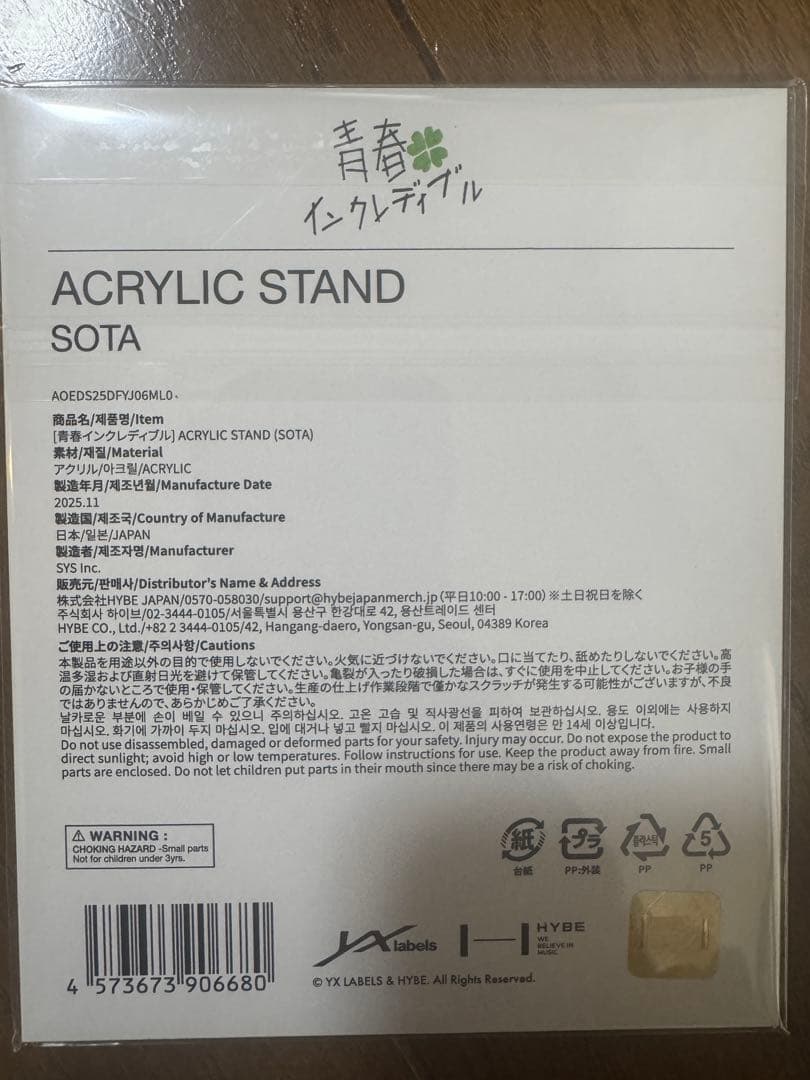 青春
インクレディブル
ACRYLIC STAND
SOTA
AOEDS25DFYJ06ML0
商品名/제품명/Item
[青春インクレディブル] ACRYLIC STAND (SOTA)
素材/재질/Material
アクリル/아크릴/ACRYLIC
製造年月/제조년월/Manufacture Date
2025.11
製造国/제조국/Country of Manufacture
日本/일본/JAPAN
製造者/제조자명/Manufacturer
SYS Inc.
販売元/판매사/Distributor's Name & Address
株式会社HYBE JAPAN/0570-058030/support@hybejapanmerch.jp (平日10:00 - 17:00) ※土日祝日を除く
주식회사 하이브/02-3444-0105/서울특별시 용산구 한강대로 42, 용산트레이드 센터
HYBE CO., Ltd./+82 2 3444-0105/42, Hangang-daero, Yongsan-gu, Seoul, 04389 Korea
ご使用上の注意/주의사항/Cautions
本製品を用途以外の目的で使用しないでください。火気に近づけないでください。口に当てたり、舐めたりしないでください。高
温多湿および直射日光を避けて保管してください。亀裂が入ったり破損した場合は、すぐに使用を中止してください。お子様の手
の届かないところで使用・保管してください。生産の仕上げ作業段階で僅かなスクラッチが発生する可能性がございますが、不良
ではありませんので、あらかじめご了承ください。
날카로운 부분에 손이 베일 수 있으니 주의하십시오. 고온 고습 및 직사광선을 피하여 보관하십시오. 용도 이외에는 사용하지
마십시오. 화기에 가까이 두지 마십시오. 입에 대거나 넣고 빨지 마십시오. 이 제품의 사용연령은 만 14세 이상입니다.
Do not use disassembled, damaged or deformed parts for your safety. Injury may occur. Do not expose the product to
direct sunlight; avoid high or low temperatures. Follow instructions for use. Keep the product away from fire. Small
parts are enclosed. Do not let children put parts in their mouth since there may be a risk of choking.
WARNING :
CHOKING HAZARD -Small parts
Not for children under 3yrs.
紙
台紙
プラ
PP:外装
플라스틱
PP
5
PP
4 573673 906680
YX labels
HYBE
WE
BELIEVE IN
MUSIC
© YX LABELS & HYBE. All Rights Reserved.